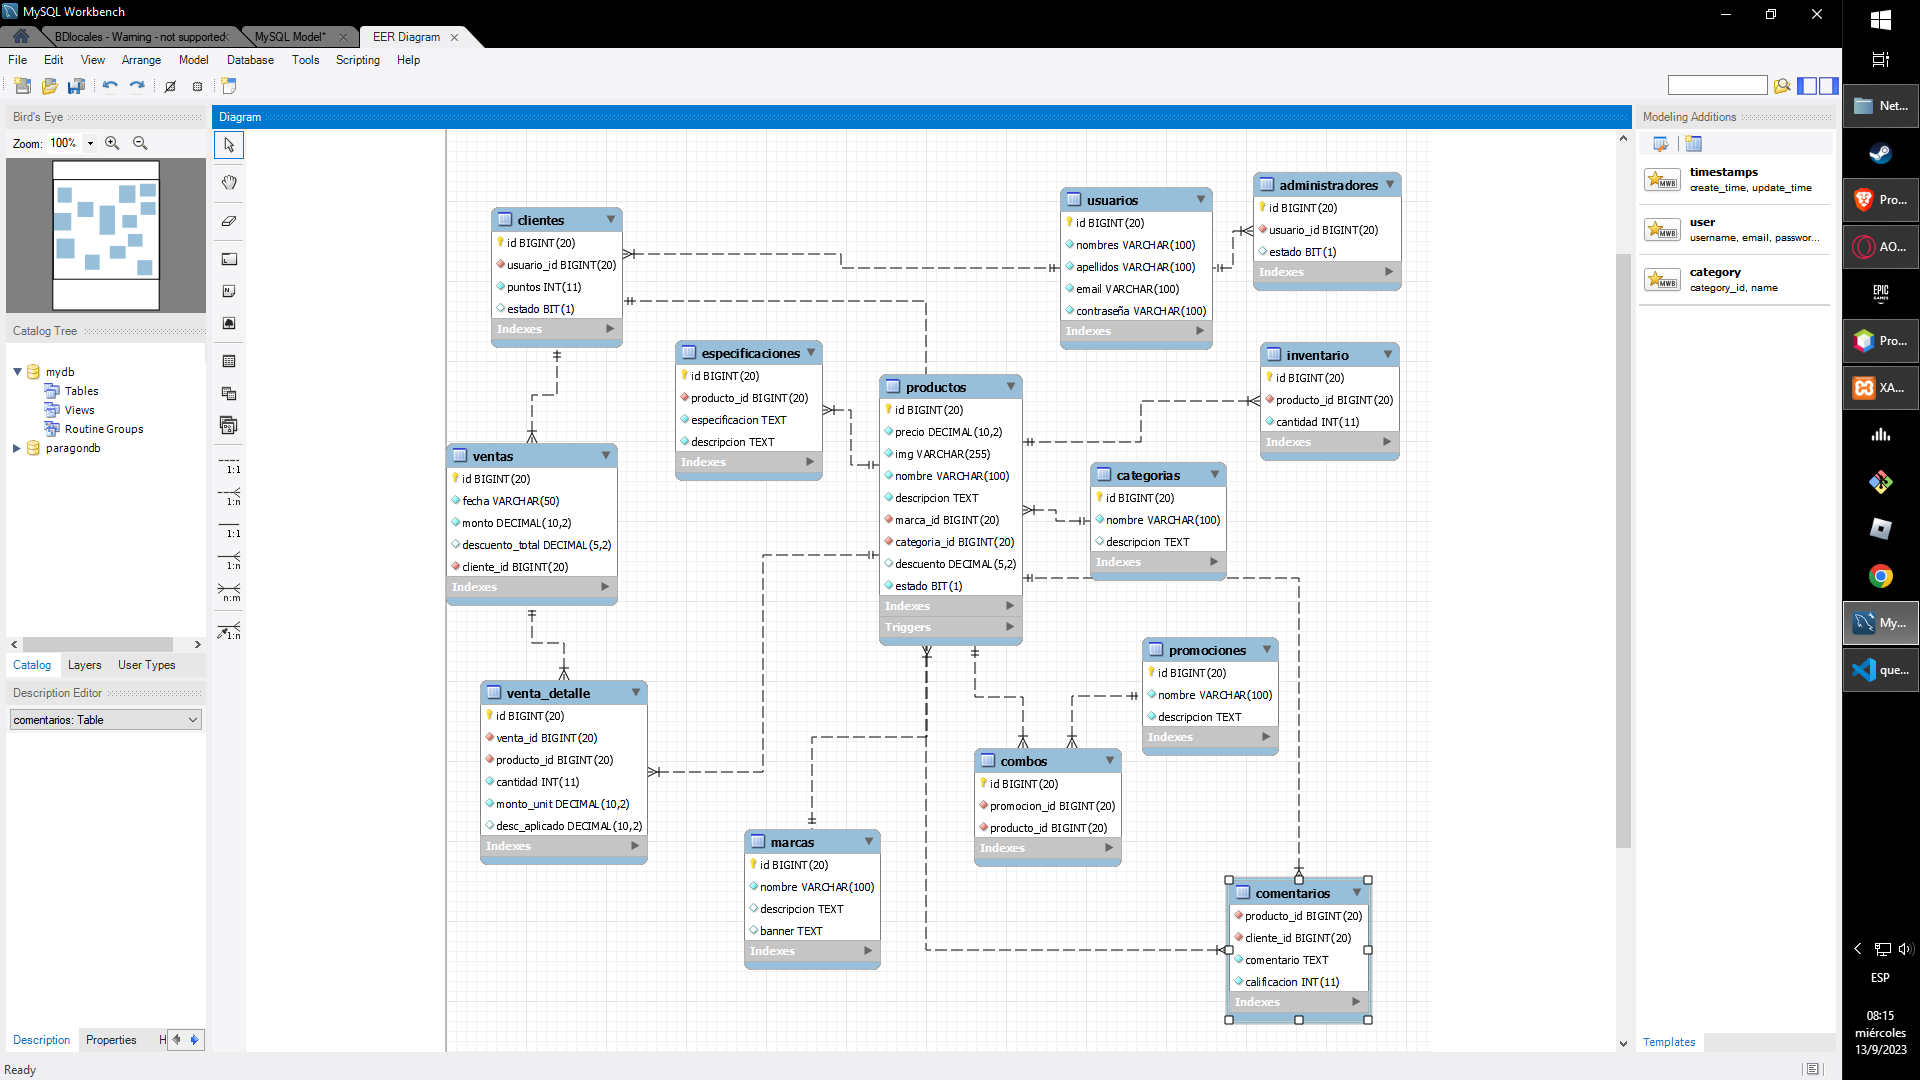 MySQL Workbench
BDlocales - Warning - not supported
MySQL Model*
EER Diagram
File Edit View Arrange Model Database Tools Scripting Help
Bird's Eye
Zoom: 100%
Catalog Tree
mydb
Tables
Views
Routine Groups
paragondb
Catalog Layers User Types
Description Editor
comentarios: Table
Description Properties H
Ready
1:1
1:n
1:1
1:n
n:m
1:n
Diagram
clientes
id BIGINT(20)
usuario_id BIGINT(20)
puntos INT(11)
estado BIT(1)
Indexes
usuarios
id BIGINT(20)
nombres VARCHAR(100)
apellidos VARCHAR(100)
email VARCHAR(100)
contraseña VARCHAR(100)
Indexes
administradores
id BIGINT(20)
usuario_id BIGINT(20)
estado BIT(1)
Indexes
especificaciones
id BIGINT(20)
producto_id BIGINT(20)
especificacion TEXT
descripcion TEXT
Indexes
productos
id BIGINT(20)
precio DECIMAL(10,2)
img VARCHAR(255)
nombre VARCHAR(100)
descripcion TEXT
marca_id BIGINT(20)
categoria_id BIGINT(20)
descuento DECIMAL(5,2)
estado BIT(1)
Indexes
Triggers
inventario
id BIGINT(20)
producto_id BIGINT(20)
cantidad INT(11)
Indexes
categorias
id BIGINT(20)
nombre VARCHAR(100)
descripcion TEXT
Indexes
ventas
id BIGINT(20)
fecha VARCHAR(50)
monto DECIMAL(10,2)
descuento_total DECIMAL(5,2)
cliente_id BIGINT(20)
Indexes
promociones
id BIGINT(20)
nombre VARCHAR(100)
descripcion TEXT
Indexes
venta_detalle
id BIGINT(20)
venta_id BIGINT(20)
producto_id BIGINT(20)
cantidad INT(11)
monto_unit DECIMAL(10,2)
desc_aplicado DECIMAL(10,2)
Indexes
combos
id BIGINT(20)
promocion_id BIGINT(20)
producto_id BIGINT(20)
Indexes
marcas
id BIGINT(20)
nombre VARCHAR(100)
descripcion TEXT
banner TEXT
Indexes
comentarios
producto_id BIGINT(20)
cliente_id BIGINT(20)
comentario TEXT
calificacion INT(11)
Indexes
Modeling Additions
timestamps
create_time, update_time
user
username, email, passwor...
category
category_id, name
Templates
Net...
Pro...
AO...
EPIC
GAMES
Pro...
XA...
My...
que...
ESP
08:15
miércoles
13/9/2023